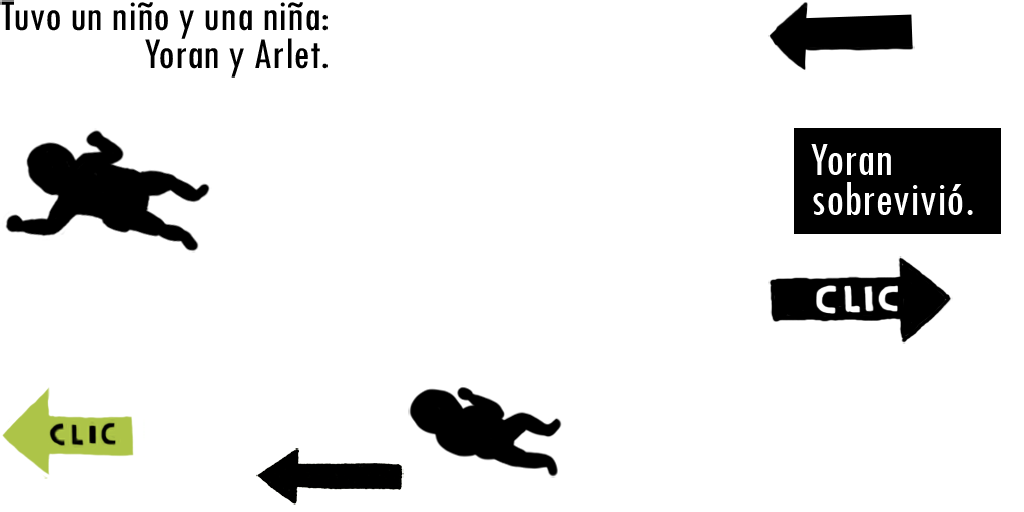 Tuvo un niño y una niña:
Yoran y Arlet.
Yoran
sobrevivió.
CLIC
CLIC